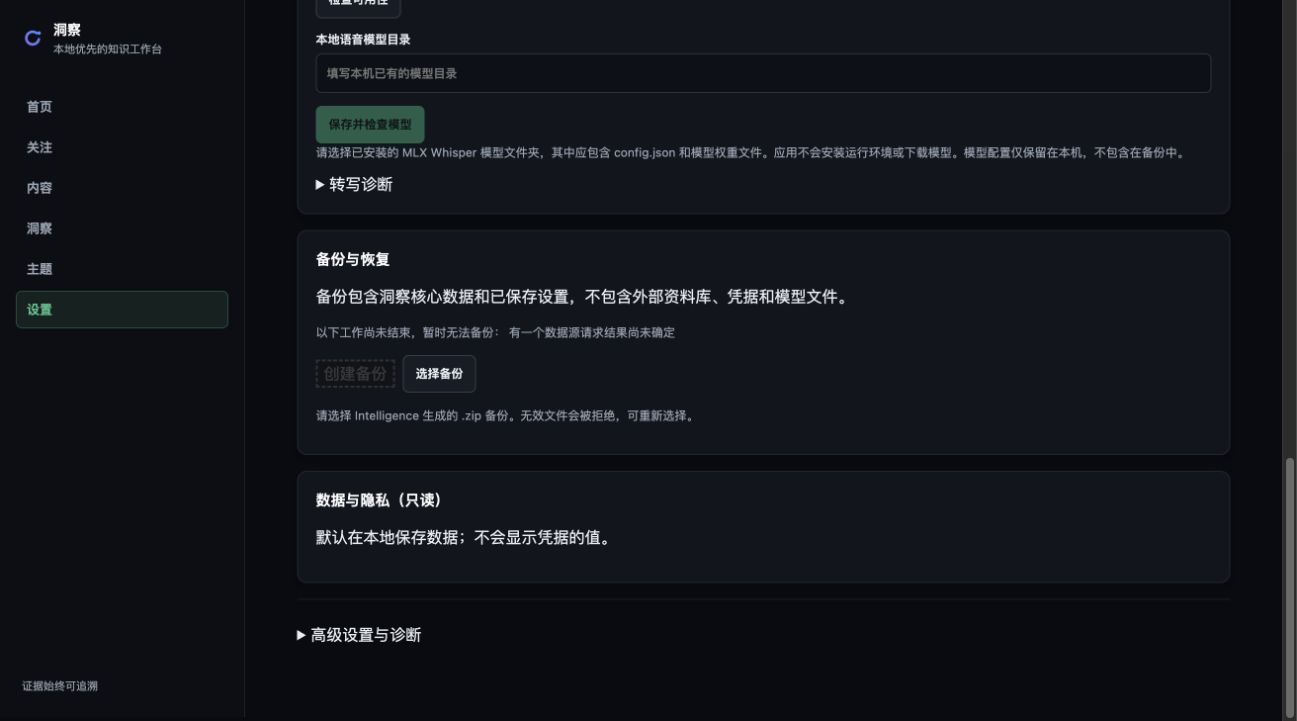 洞察
本地优先的知识工作台
首页
关注
内容
洞察
主题
设置
证据始终可追溯
检查可用性
本地语音模型目录
填写本机已有的模型目录
保存并检查模型
请选择已安装的 MLX Whisper 模型文件夹，其中应包含 config.json 和模型权重文件。应用不会安装运行环境或下载模型。模型配置仅保留在本机，不包含在备份中。
▶ 转写诊断
备份与恢复
备份包含洞察核心数据和已保存设置，不包含外部资料库、凭据和模型文件。
以下工作尚未结束，暂时无法备份： 有一个数据源请求结果尚未确定
创建备份 选择备份
请选择 Intelligence 生成的 .zip 备份。无效文件会被拒绝，可重新选择。
数据与隐私（只读）
默认在本地保存数据；不会显示凭据的值。
▶ 高级设置与诊断